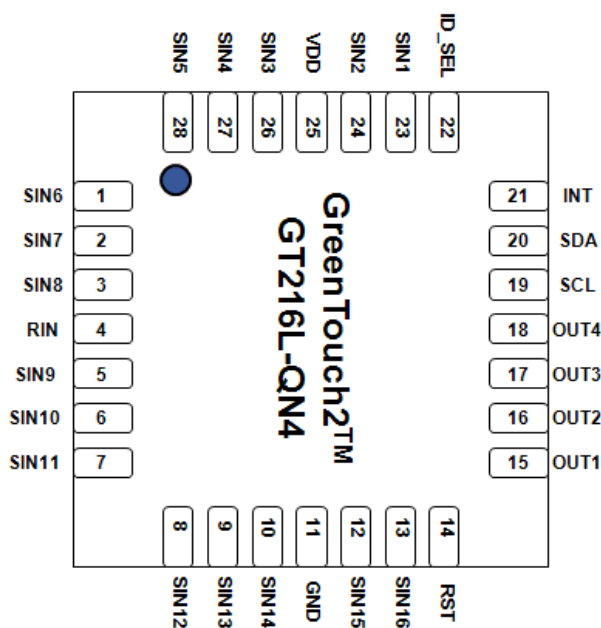 SIN5 SIN4 SIN3 VDD SIN2 SIN1 ID_SEL
28 27 26 25 24 23 22
SIN6 1
SIN7 2
SIN8 3
RIN 4
SIN9 5
SIN10 6
SIN11 7
GreenTouch2™
GT216L-QN4
21 INT
20 SDA
19 SCL
18 OUT4
17 OUT3
16 OUT2
15 OUT1
8 9 10 11 12 13 14
SIN12 SIN13 SIN14 GND SIN15 SIN16 RST